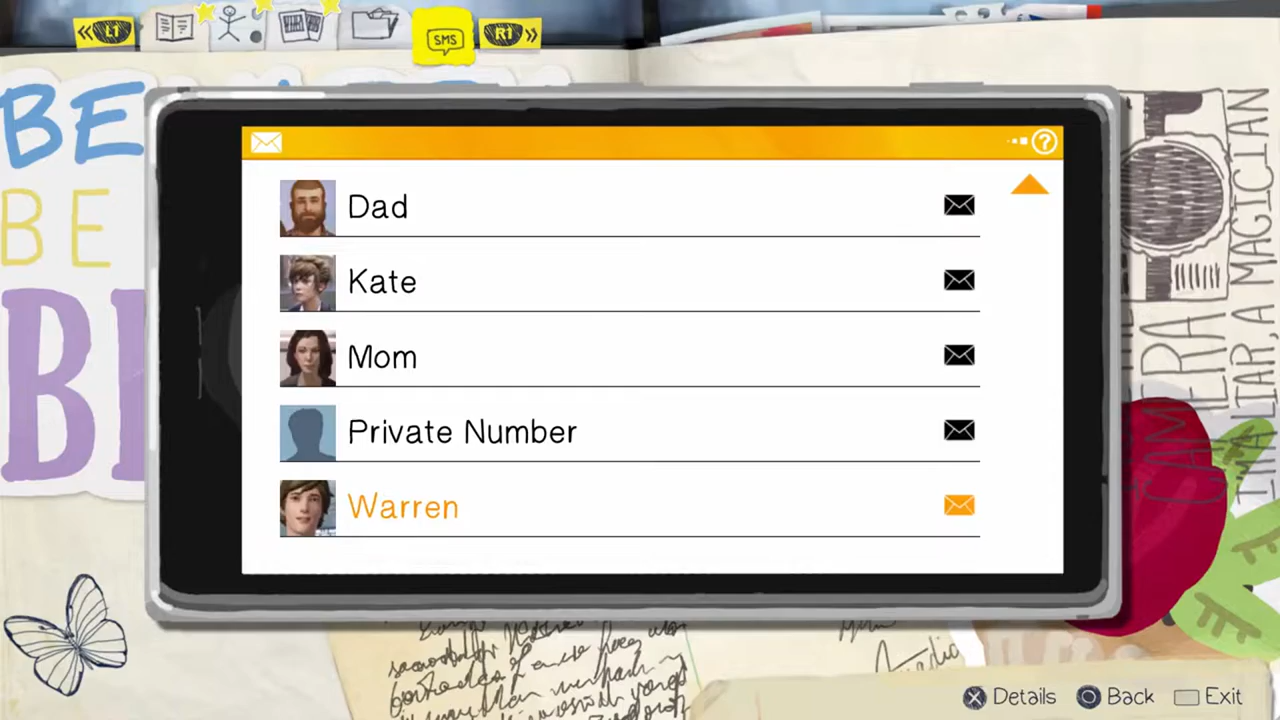 L1
SMS
R1
BE
BE
Dad
Kate
Mom
Private Number
Warren
CAMERA
LIAR, A MAGICIAN
Details
Back
Exit